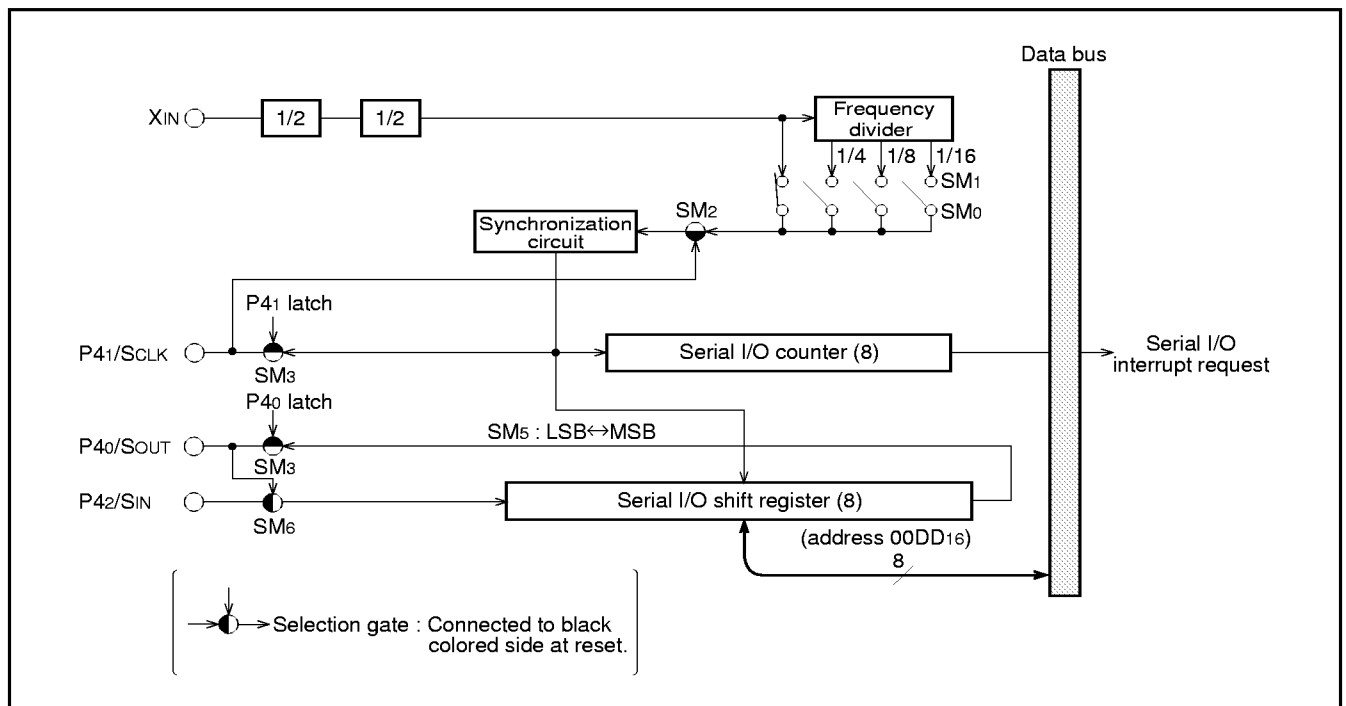 Data bus
XIN
1/2
1/2
Frequency
divider
1/4
1/8
1/16
SM1
SM0
SM2
Synchronization
circuit
P41 latch
P41/SCLK
SM3
Serial I/O counter (8)
Serial I/O
interrupt request
P40 latch
P40/SOUT
SM3
SM5 : LSB↔MSB
P42/SIN
SM6
Serial I/O shift register (8)
(address 00DD16)
8
Selection gate : Connected to black
colored side at reset.